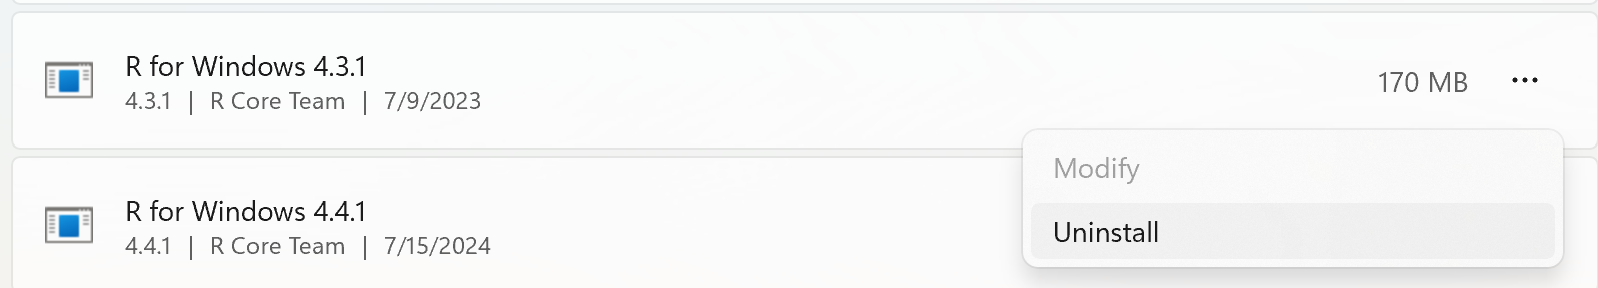 R for Windows 4.3.1
4.3.1 | R Core Team | 7/9/2023
170 MB
Modify
Uninstall
R for Windows 4.4.1
4.4.1 | R Core Team | 7/15/2024